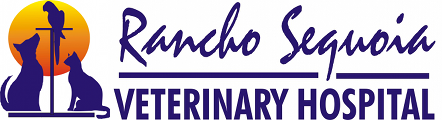 Rancho Sequoia
VETERINARY HOSPITAL